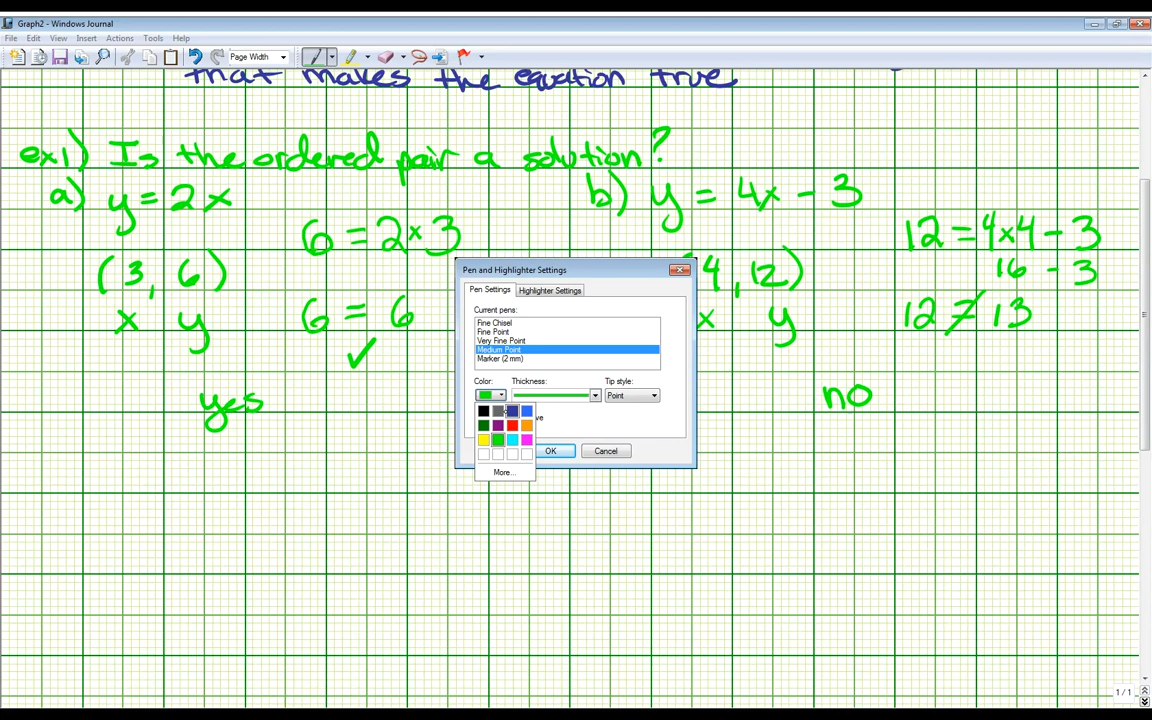 Graph2 - Windows Journal
File Edit View Insert Actions Tools Help
Page Width
that makes the equation true
ex1) Is the ordered pair a solution?
a) y = 2x
6 = 2 × 3
(3, 6)
x y
6 = 6
✓
yes
b) y = 4x - 3
12 = 4 × 4 - 3
16 - 3
4, 12)
x y
12 ≠ 13
no
Pen and Highlighter Settings
Pen Settings Highlighter Settings
Current pens:
Fine Chisel
Fine Point
Very Fine Point
Medium Point
Marker (2 mm)
Color: Thickness: Tip style:
Point
More...
OK Cancel
1 / 1